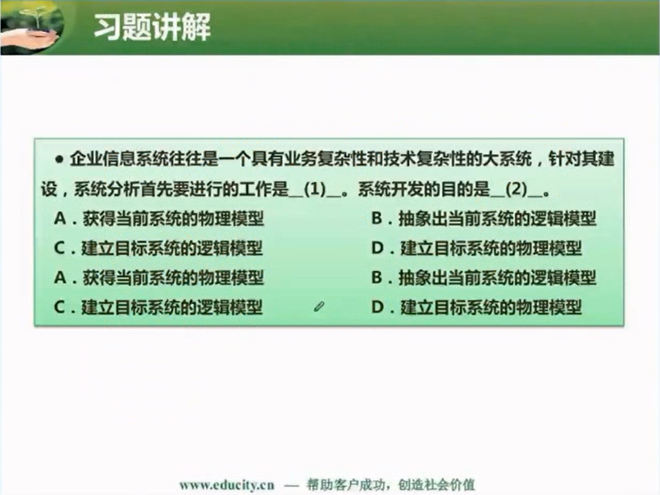 习题讲解
● 企业信息系统往往是一个具有业务复杂性和技术复杂性的大系统，针对其建
设，系统分析首先要进行的工作是__(1)__。系统开发的目的是__(2)__。
A．获得当前系统的物理模型 B．抽象出当前系统的逻辑模型
C．建立目标系统的逻辑模型 D．建立目标系统的物理模型
A．获得当前系统的物理模型 B．抽象出当前系统的逻辑模型
C．建立目标系统的逻辑模型 D．建立目标系统的物理模型
www.educity.cn — 帮助客户成功，创造社会价值